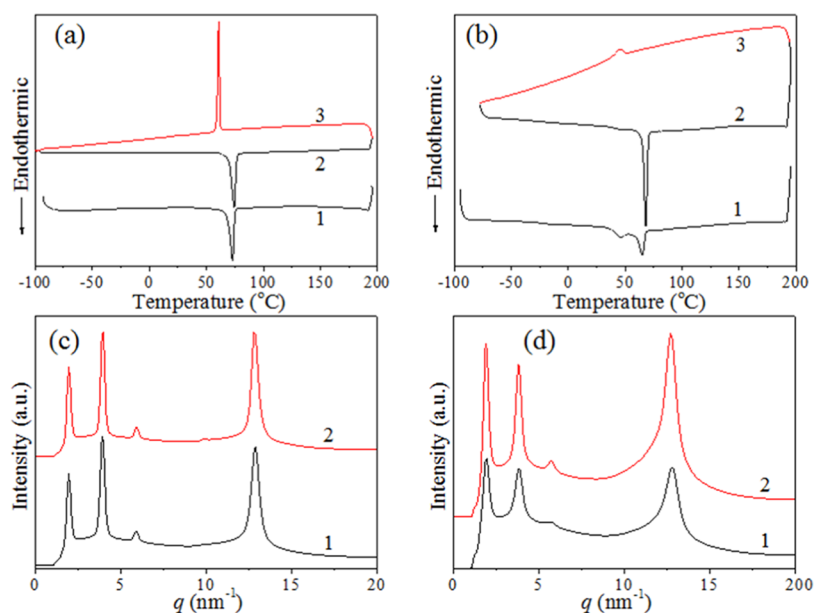 (a)
3
2
1
Endothermic
-100 -50 0 50 100 150 200
Temperature (°C)
(b)
3
2
1
Endothermic
-100 -50 0 50 100 150 200
Temperature (°C)
(c)
2
1
Intensity (a.u.)
0 5 10 15 20
q (nm⁻¹)
(d)
2
1
Intensity (a.u.)
0 5 10 15 200
q (nm⁻¹)